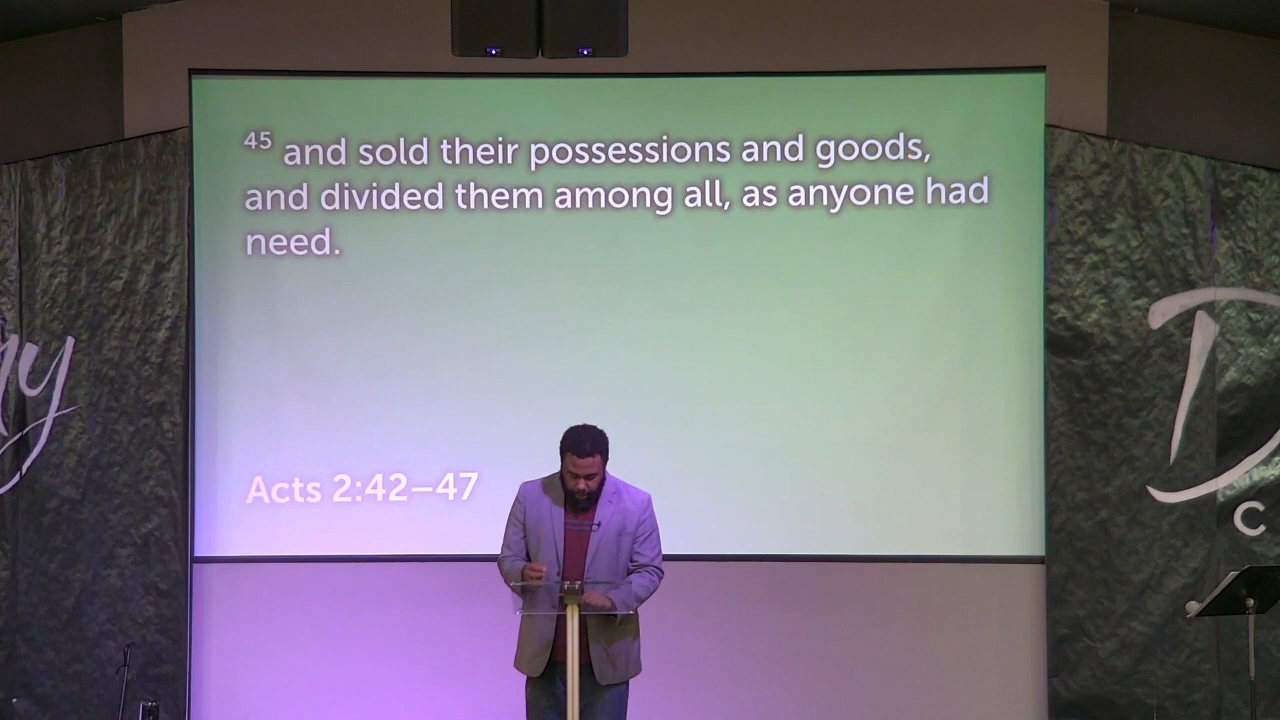 45 and sold their possessions and goods,
and divided them among all, as anyone had
need.
Acts 2:42–47